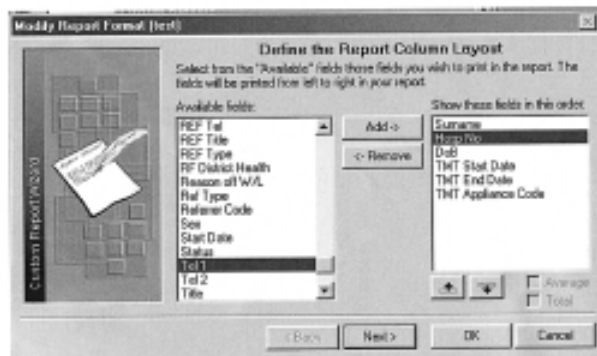 Modify Report Format (test)
Define the Report Column Layout
Select from the "Available" fields those fields you wish to print in the report. The
fields will be printed from left to right in your report.
Available fields:
REF Tel
REF Title
REF Type
RF District Health
Reason off W/L
Ref Type
Referrer Code
Sex
Start Date
Status
Tel 1
Tel 2
Title
Add ->
<- Remove
Show these fields in this order:
Surname
Hosp No
DoB
TMT Start Date
TMT End Date
TMT Appliance Code
Average
Total
Custom Report Wizard
< Back
Next >
OK
Cancel